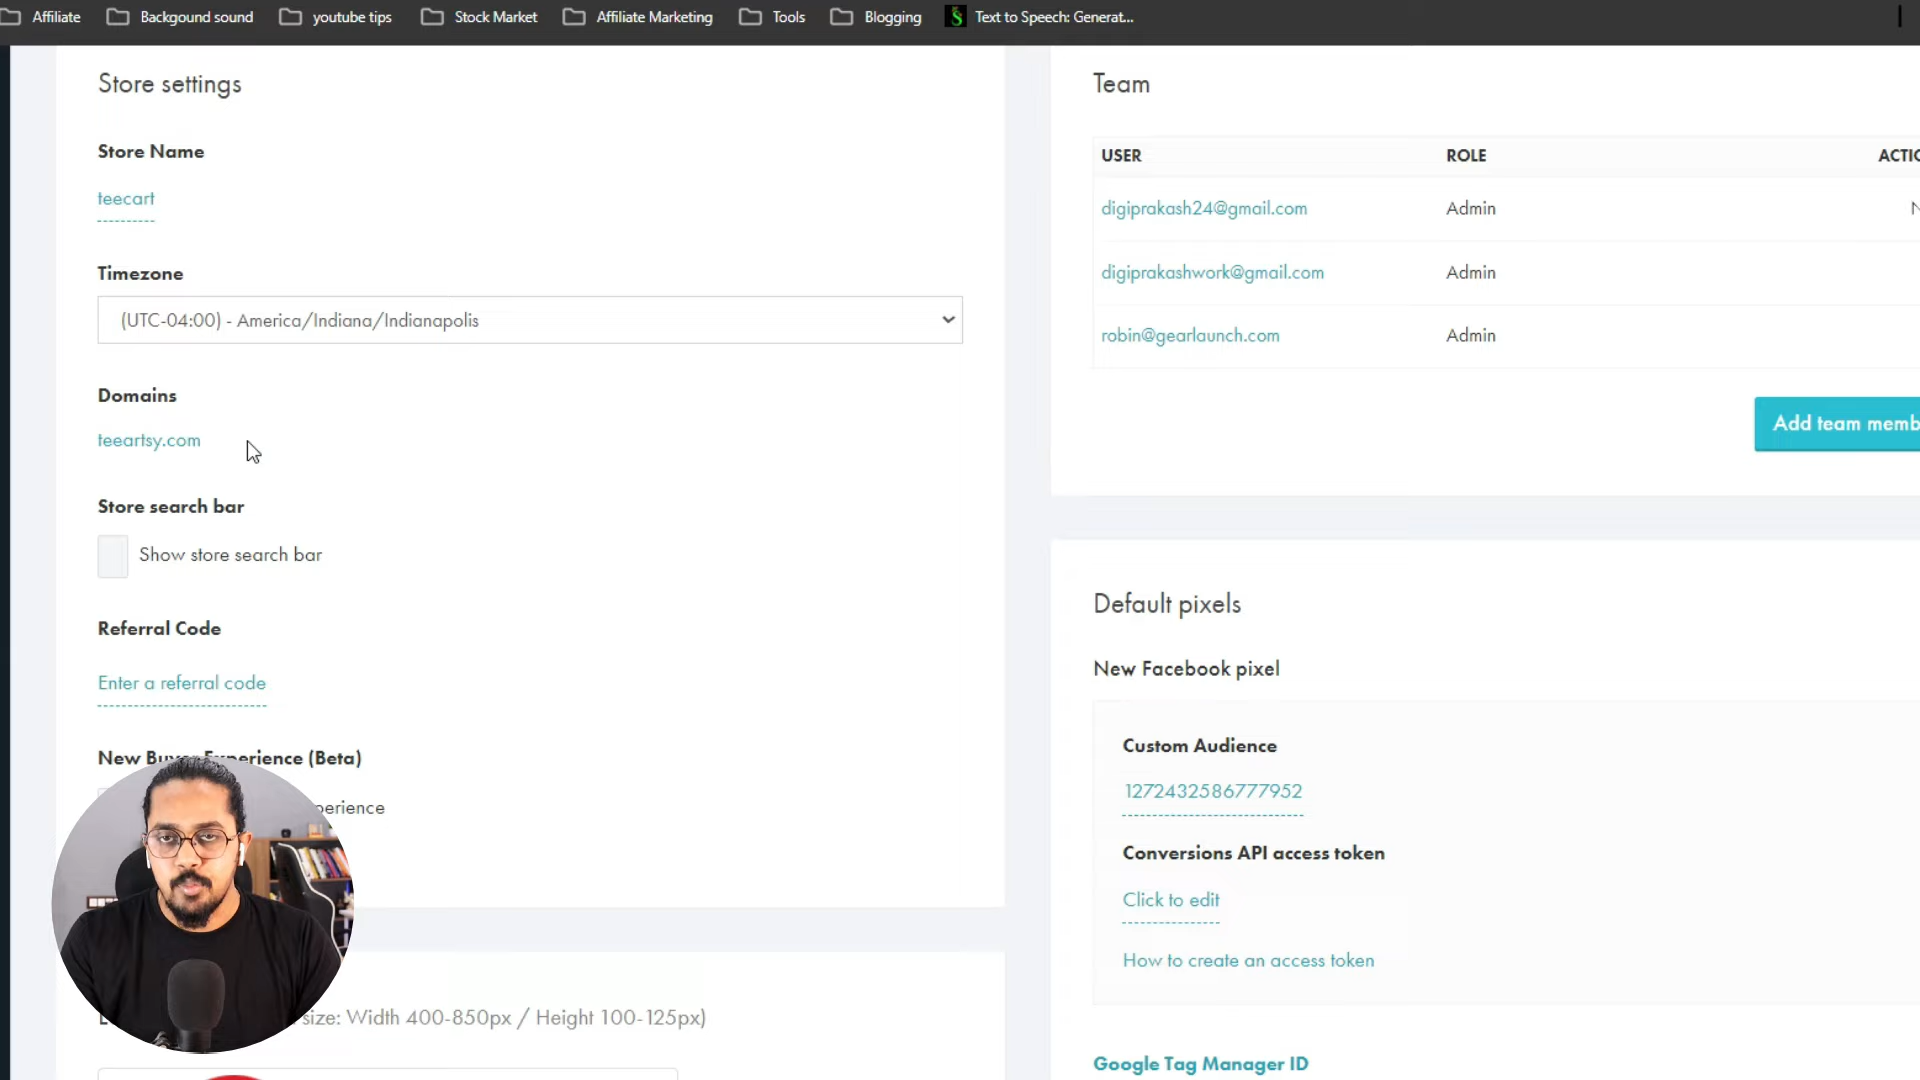 Affiliate
Backgound sound
youtube tips
Stock Market
Affiliate Marketing
Tools
Blogging
Text to Speech: Generat...
Store settings
Store Name
teecart
Timezone
(UTC-04:00) - America/Indiana/Indianapolis
Domains
teeartsy.com
Store search bar
Show store search bar
Referral Code
Enter a referral code
New Buyer Experience (Beta)
size: Width 400-850px / Height 100-125px)
Team
USER ROLE
digiprakash24@gmail.com Admin
digiprakashwork@gmail.com Admin
robin@gearlaunch.com Admin
Add team
Default pixels
New Facebook pixel
Custom Audience
1272432586777952
Conversions API access token
Click to edit
How to create an access token
Google Tag Manager ID